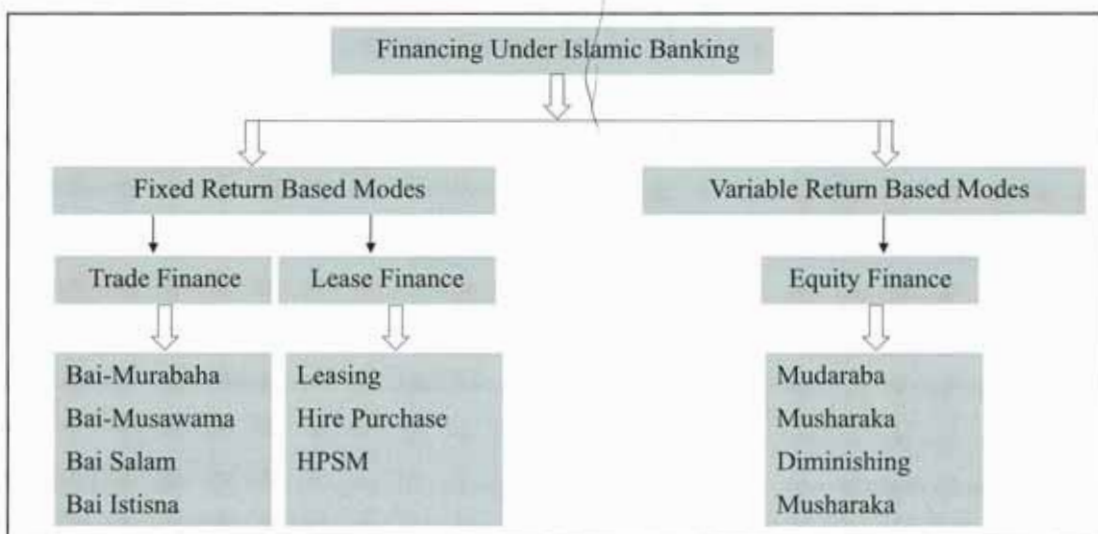 Financing Under Islamic Banking
Fixed Return Based Modes
Variable Return Based Modes
Trade Finance
Lease Finance
Equity Finance
Bai-Murabaha
Bai-Musawama
Bai Salam
Bai Istisna
Leasing
Hire Purchase
HPSM
Mudaraba
Musharaka
Diminishing
Musharaka